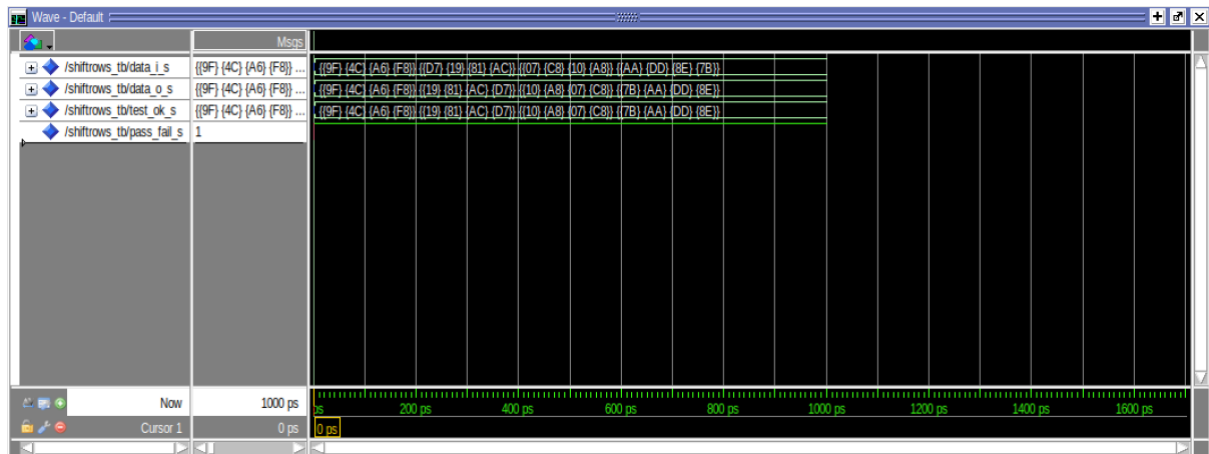 Wave - Default
Msgs
/shiftrows_tb/data_i_s {{9F} {4C} {A6} {F8}} ... {{9F} {4C} {A6} {F8}} {{D7} {19} {81} {AC}} {{07} {C8} {10} {A8}} {{AA} {DD} {8E} {7B}}
/shiftrows_tb/data_o_s {{9F} {4C} {A6} {F8}} ... {{9F} {4C} {A6} {F8}} {{19} {81} {AC} {D7}} {{10} {A8} {07} {C8}} {{7B} {AA} {DD} {8E}}
/shiftrows_tb/test_ok_s {{9F} {4C} {A6} {F8}} ... {{9F} {4C} {A6} {F8}} {{19} {81} {AC} {D7}} {{10} {A8} {07} {C8}} {{7B} {AA} {DD} {8E}}
/shiftrows_tb/pass_fail_s 1
Now 1000 ps ps 200 ps 400 ps 600 ps 800 ps 1000 ps 1200 ps 1400 ps 1600 ps
Cursor 1 0 ps 0 ps